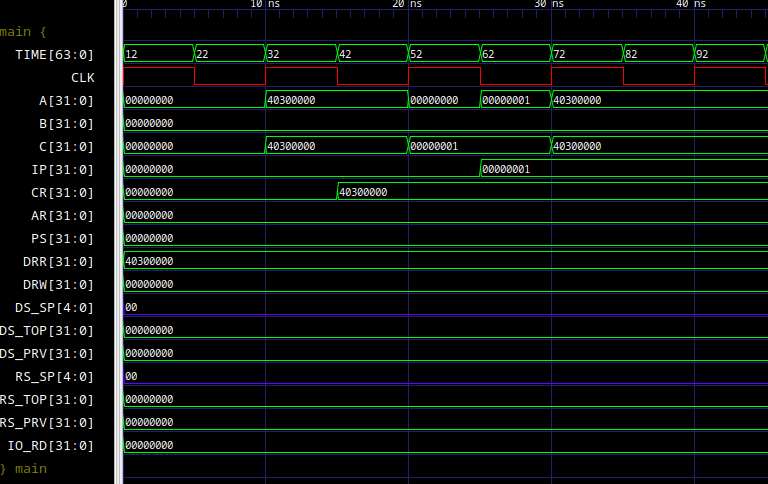 0 10 ns 20 ns 30 ns 40 ns
main {
TIME[63:0] 12 22 32 42 52 62 72 82 92
CLK
A[31:0] 00000000 40300000 00000000 00000001 40300000
B[31:0] 00000000
C[31:0] 00000000 40300000 00000001 40300000
IP[31:0] 00000000 00000001
CR[31:0] 00000000 40300000
AR[31:0] 00000000
PS[31:0] 00000000
DRR[31:0] 40300000
DRW[31:0] 00000000
DS_SP[4:0] 00
DS_TOP[31:0] 00000000
DS_PRV[31:0] 00000000
RS_SP[4:0] 00
RS_TOP[31:0] 00000000
RS_PRV[31:0] 00000000
IO_RD[31:0] 00000000
} main